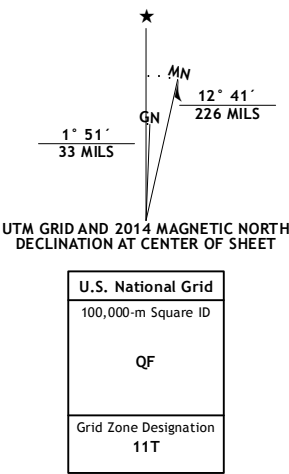 ★
MN
GN
12° 41´
226 MILS
1° 51´
33 MILS
UTM GRID AND 2014 MAGNETIC NORTH
DECLINATION AT CENTER OF SHEET
U.S. National Grid
100,000-m Square ID
QF
Grid Zone Designation
11T